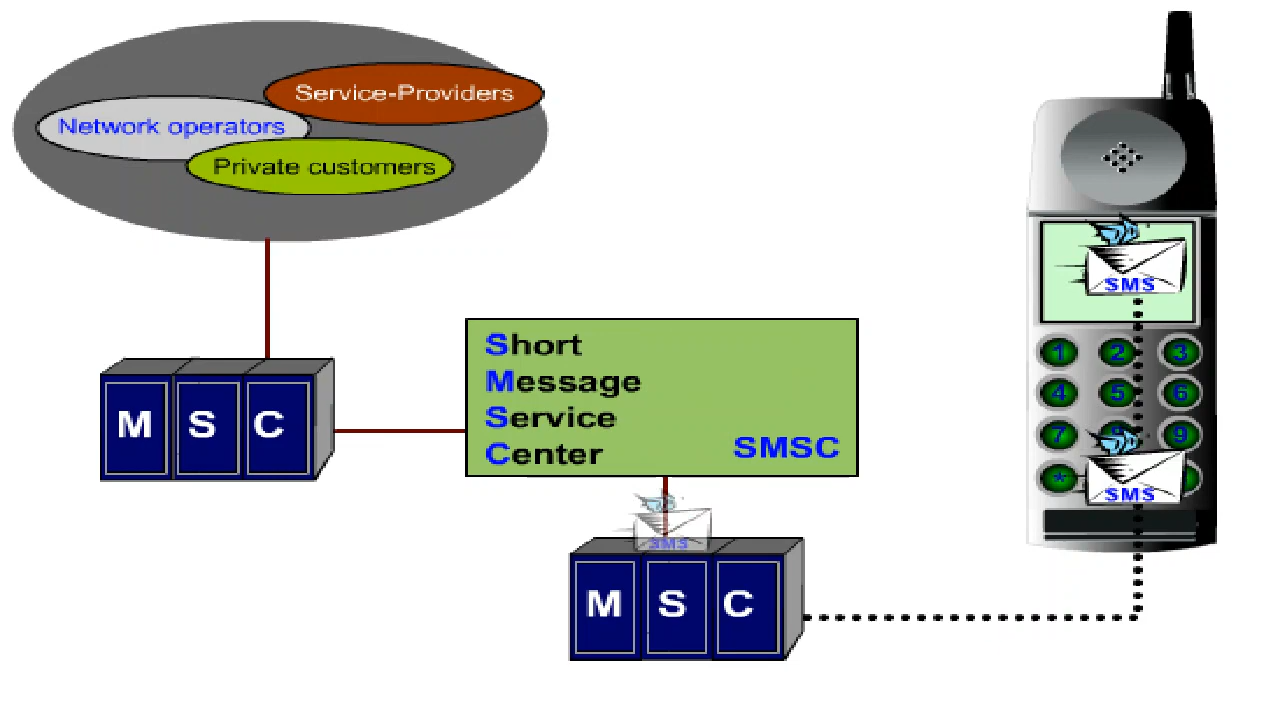 Service-Providers
Network operators
Private customers
SMS
1 2 3
4 5 6
7 9
*
SMS
Short
Message
Service
Center
SMSC
M S C
SMS
M S C